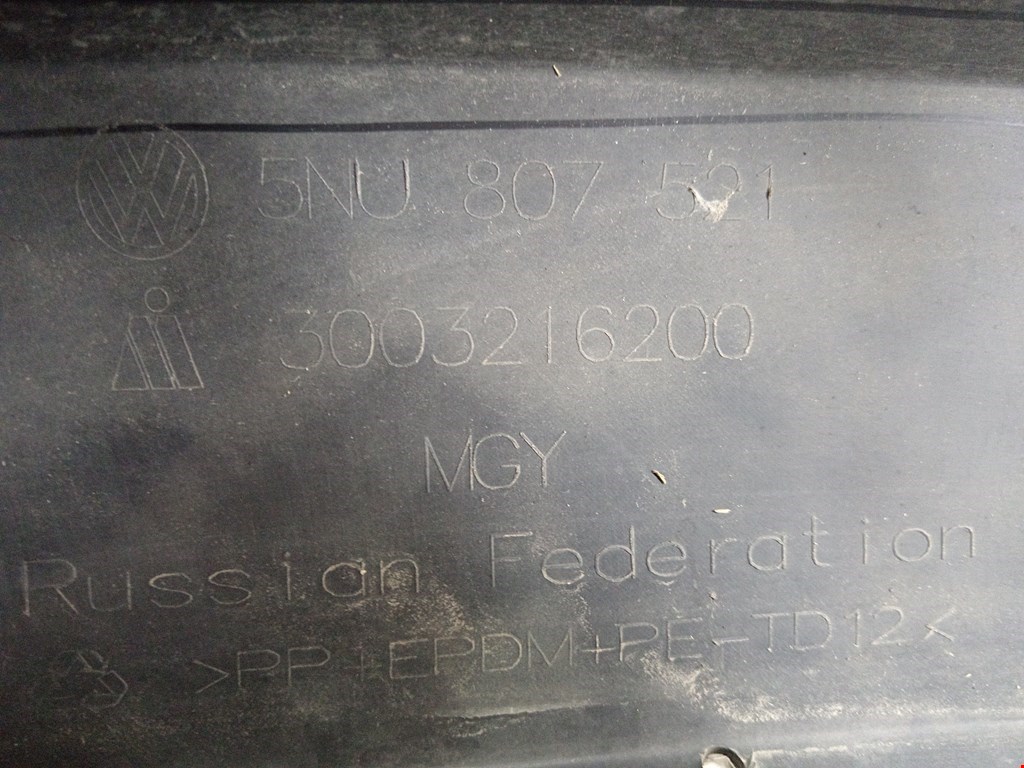 5NU 807 521
3003216200
MGY
Russian Federation
>PP+EPDM+PE-TD12<